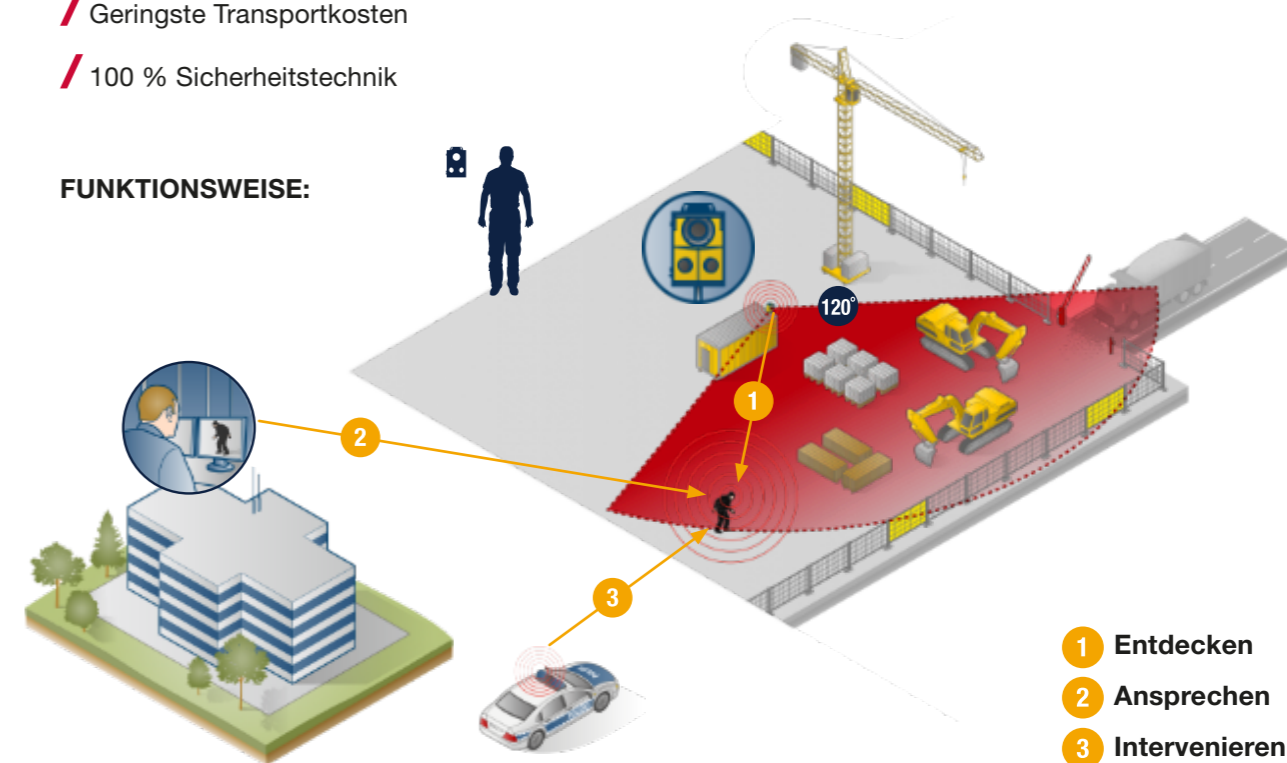 / Geringste Transportkosten
/ 100 % Sicherheitstechnik
FUNKTIONSWEISE:
120°
1
2
3
1 Entdecken
2 Ansprechen
3 Intervenieren